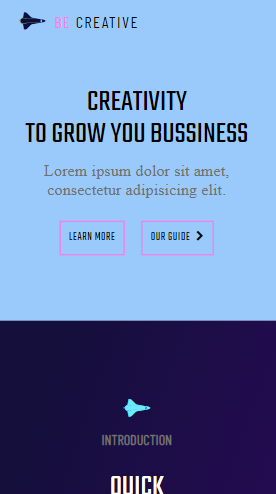 BE CREATIVE
CREATIVITY
TO GROW YOU BUSSINESS
Lorem ipsum dolor sit amet,
consectetur adipisicing elit.
LEARN MORE
OUR GUIDE
INTRODUCTION
QUICK